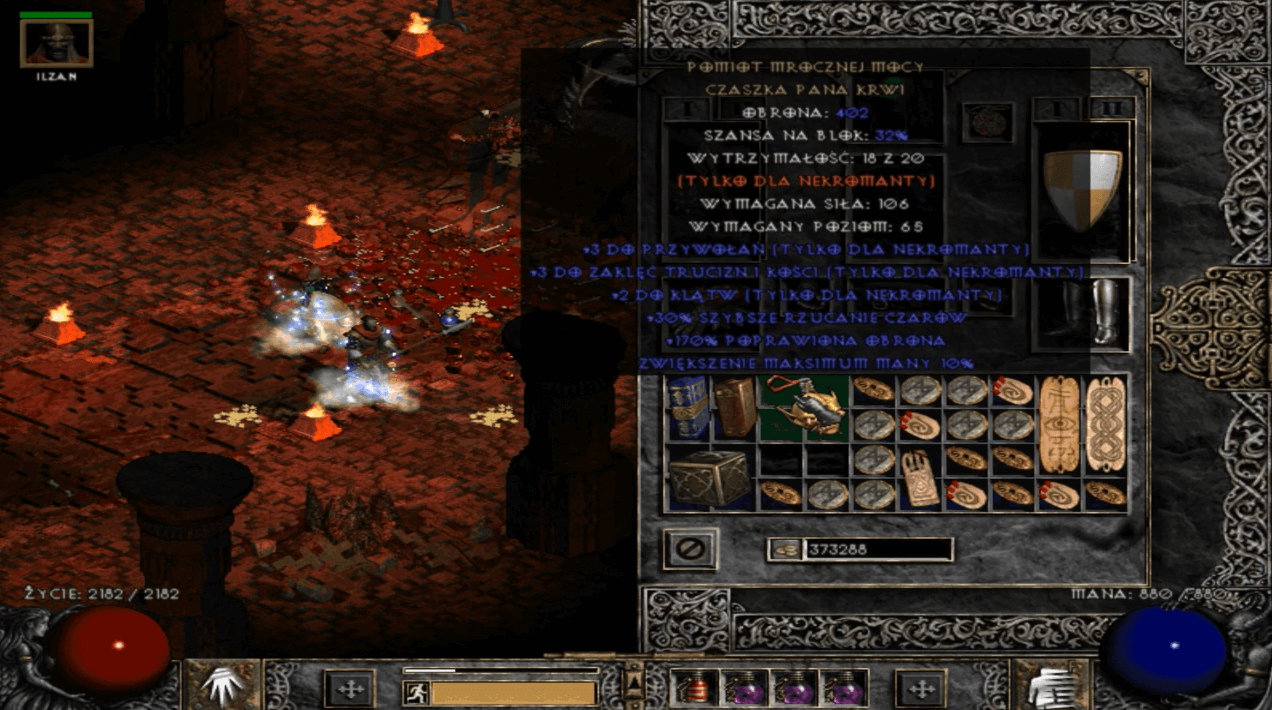 ILZAN
POMIOT MROCZNEJ MOCY
CZASZKA PANA KRWI
OBRONA: 402
SZANSA NA BLOK: 32%
WYTRZYMAŁOŚĆ: 18 Z 20
(TYLKO DLA NEKROMANTY)
WYMAGANA SIŁA: 106
WYMAGANY POZIOM: 65
+3 DO PRZYWOŁAŃ (TYLKO DLA NEKROMANTY)
+3 DO ZAKLĘĆ TRUCIZN I KOŚCI (TYLKO DLA NEKROMANTY)
+2 DO KLĄTW (TYLKO DLA NEKROMANTY)
+30% SZYBSZE RZUCANIE CZARÓW
+170% POPRAWIONA OBRONA
ZWIĘKSZENIE MAKSIMUM MANY 10%
I
I
II
373288
ŻYCIE: 2182 / 2182
MANA: 880 / 880